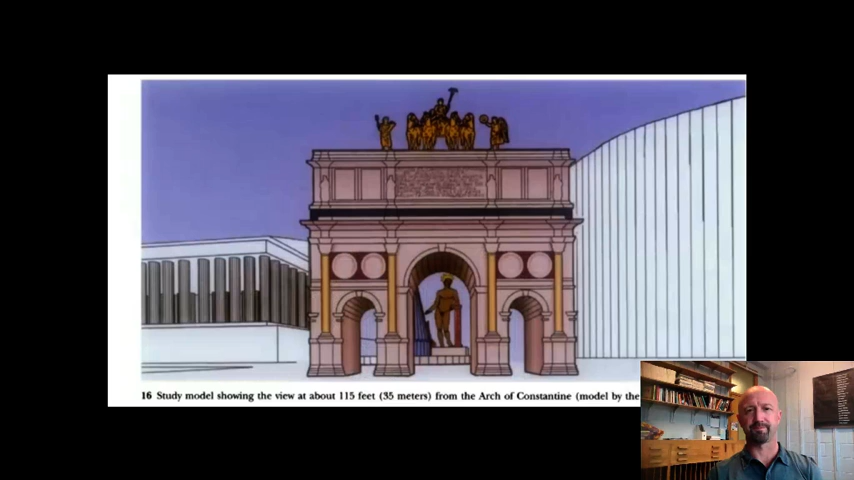 16 Study model showing the view at about 115 feet (35 meters) from the Arch of Constantine (model by the